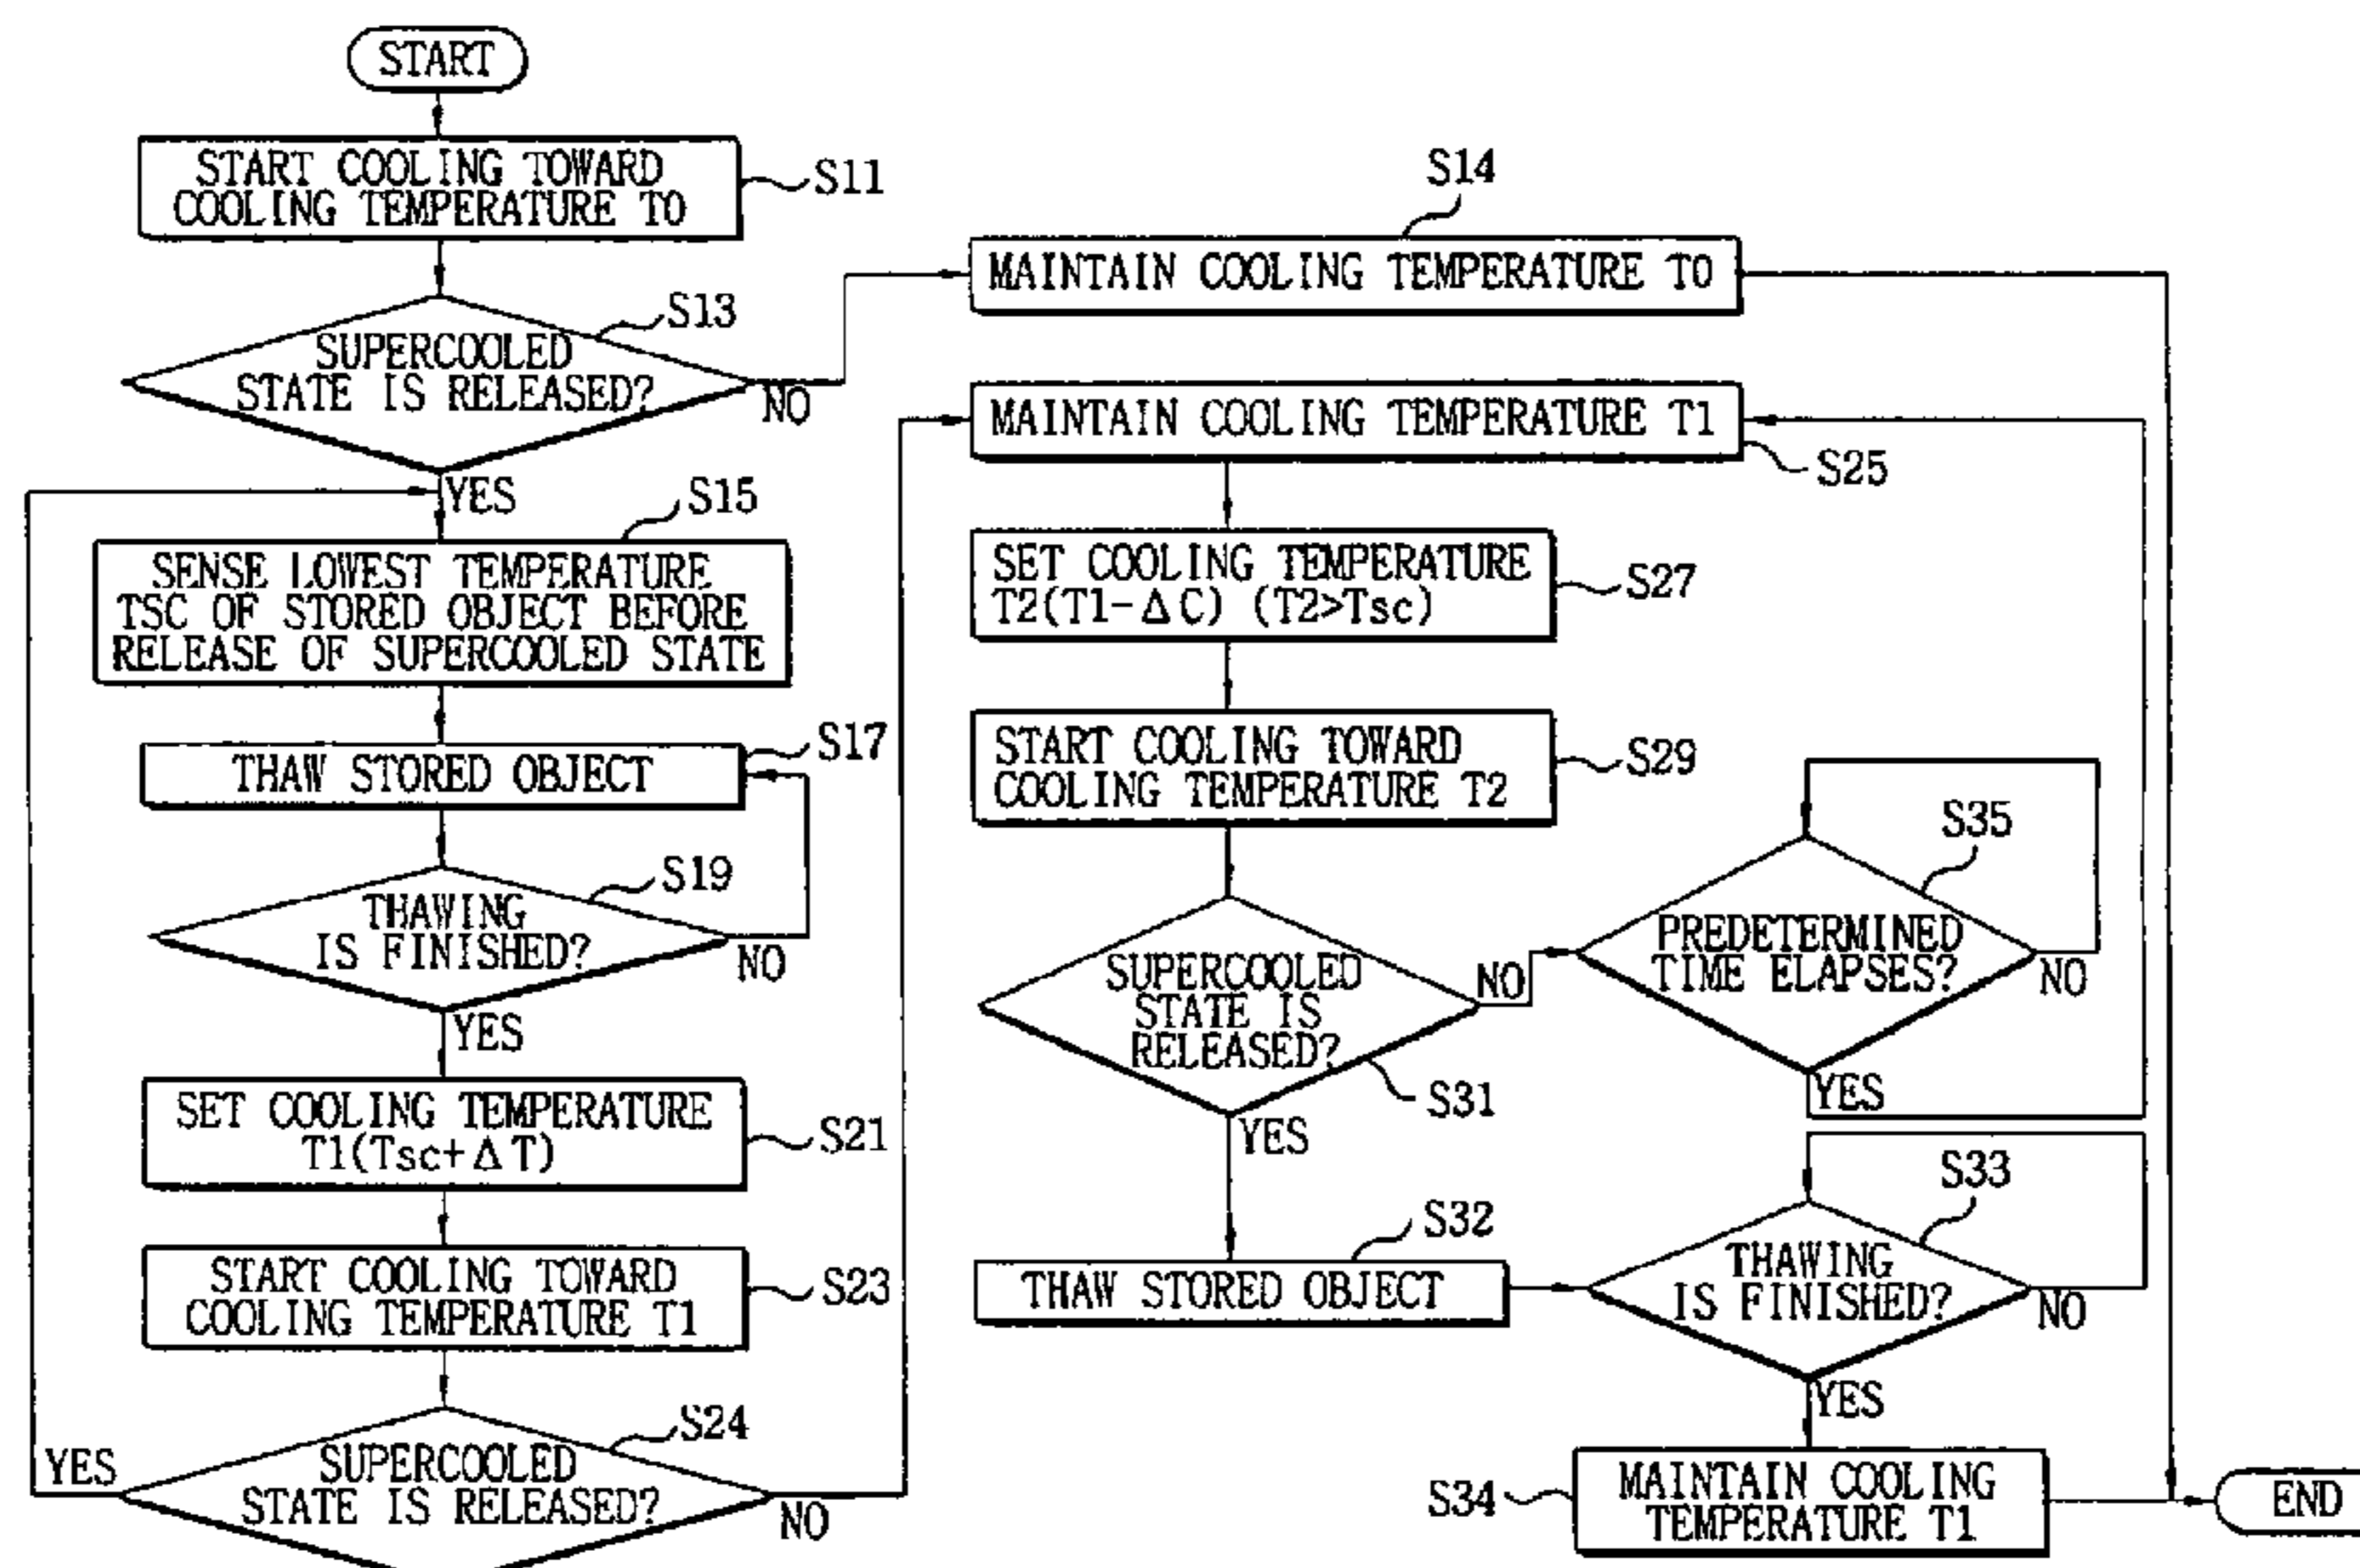 START
START COOLING TOWARD
COOLING TEMPERATURE T0
S11
SUPERCOOLED
STATE IS RELEASED?
S13
NO
YES
SENSE LOWEST TEMPERATURE
TSC OF STORED OBJECT BEFORE
RELEASE OF SUPERCOOLED STATE
S15
THAW STORED OBJECT
S17
THAWING
IS FINISHED?
S19
NO
YES
SET COOLING TEMPERATURE
T1(Tsc+ΔT)
S21
START COOLING TOWARD
COOLING TEMPERATURE T1
S23
SUPERCOOLED
STATE IS RELEASED?
S24
YES
NO
S14
MAINTAIN COOLING TEMPERATURE T0
MAINTAIN COOLING TEMPERATURE T1
S25
SET COOLING TEMPERATURE
T2(T1-ΔC) (T2>Tsc)
S27
START COOLING TOWARD
COOLING TEMPERATURE T2
S29
SUPERCOOLED
STATE IS
RELEASED?
S31
NO
YES
PREDETERMINED
TIME ELAPSES?
S35
NO
YES
THAW STORED OBJECT
S32
THAWING
IS FINISHED?
S33
NO
YES
MAINTAIN COOLING
TEMPERATURE T1
S34
END